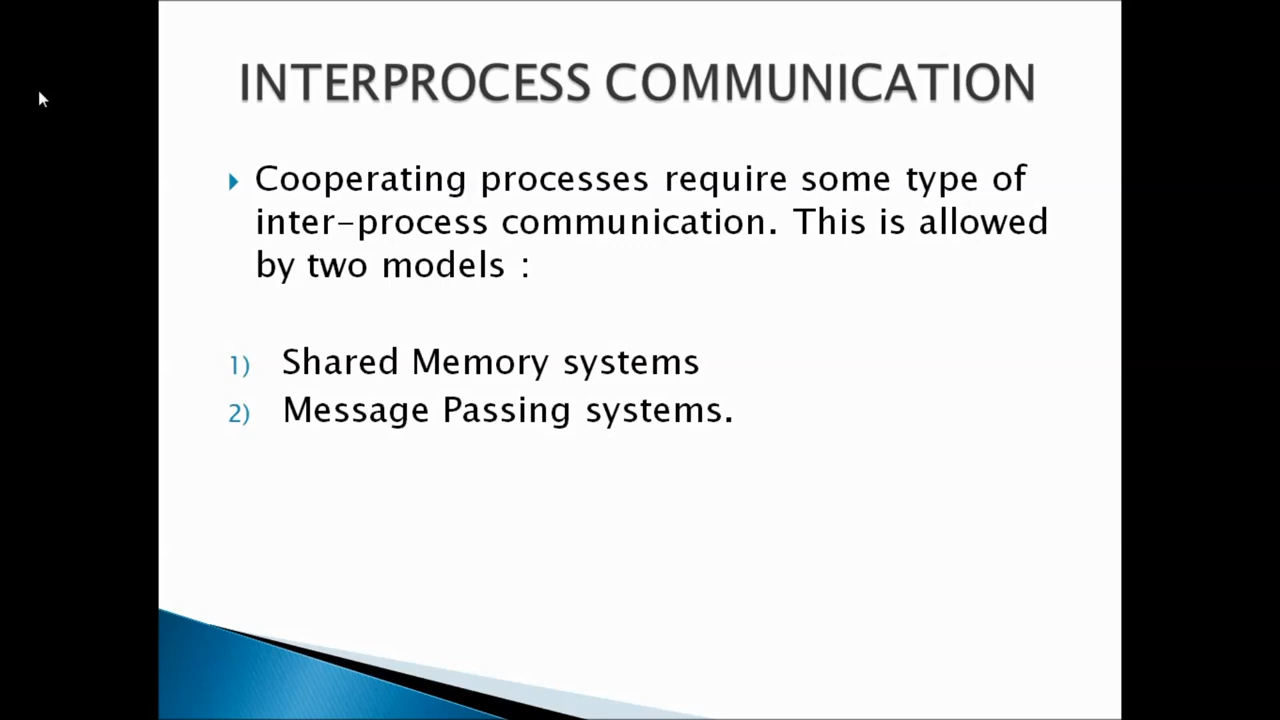 INTERPROCESS COMMUNICATION
Cooperating processes require some type of
inter-process communication. This is allowed
by two models :
1) Shared Memory systems
2) Message Passing systems.